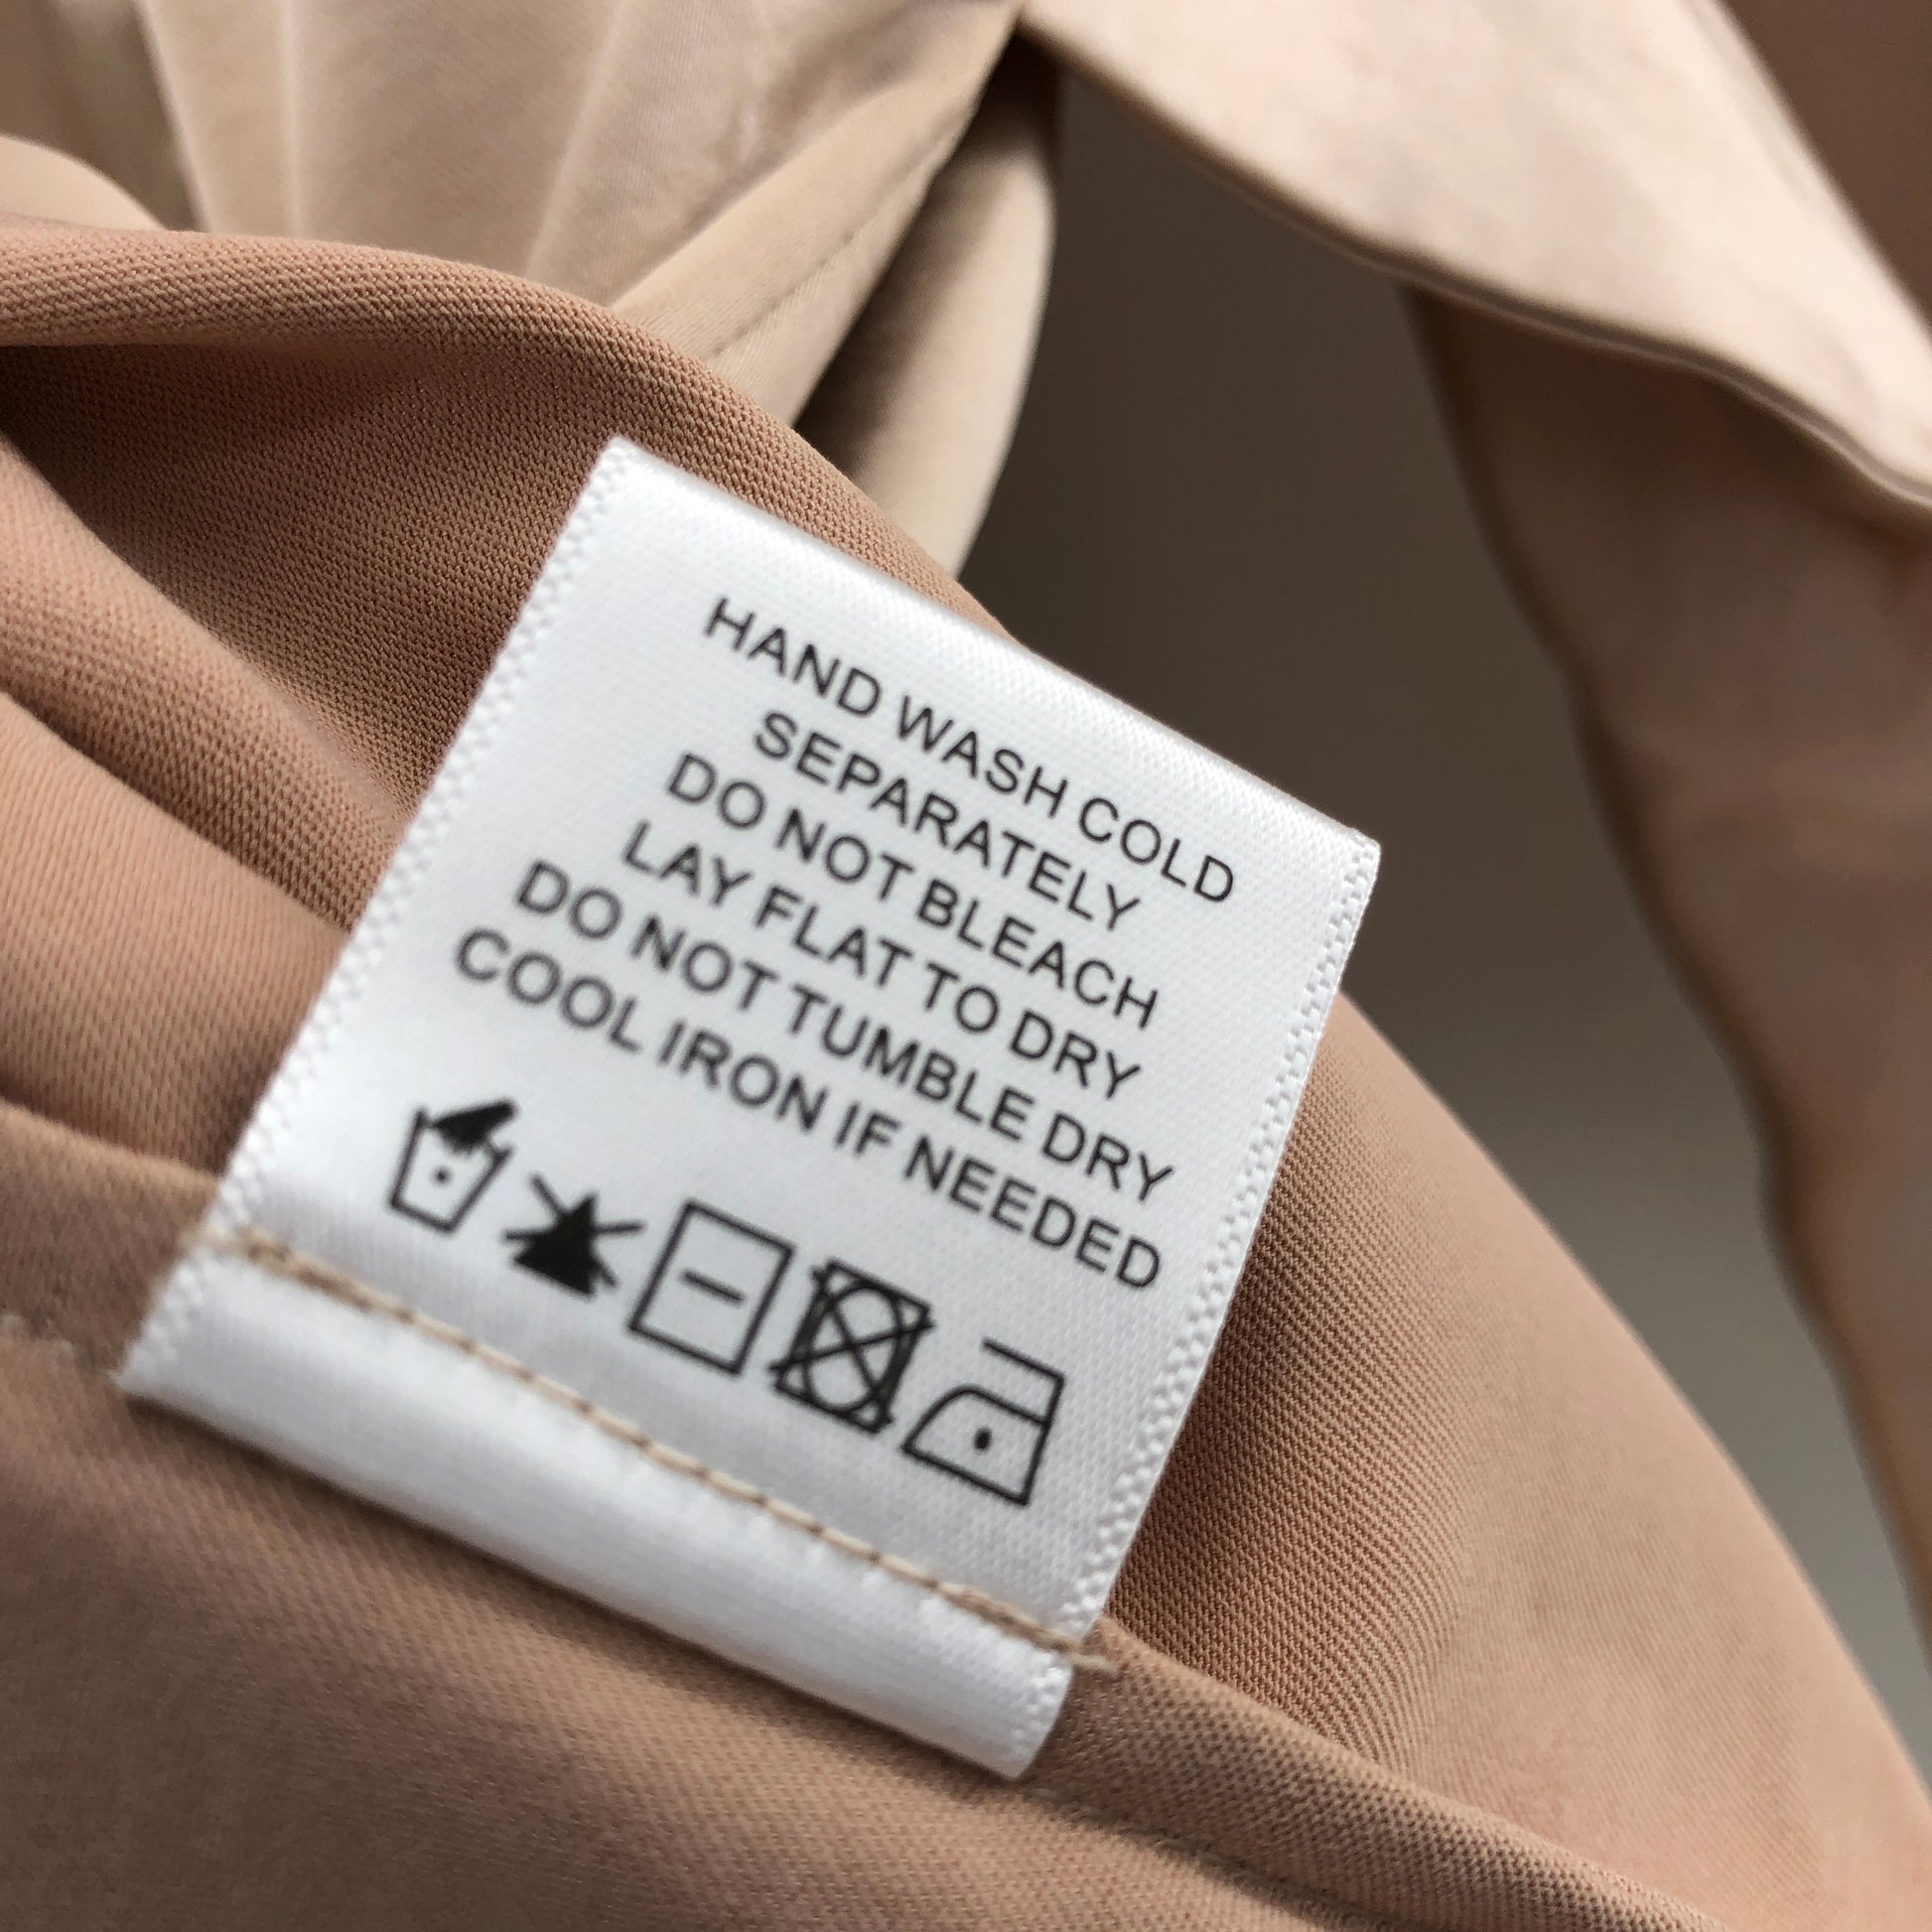 HAND WASH COLD
SEPARATELY
DO NOT BLEACH
LAY FLAT TO DRY
DO NOT TUMBLE DRY
COOL IRON IF NEEDED